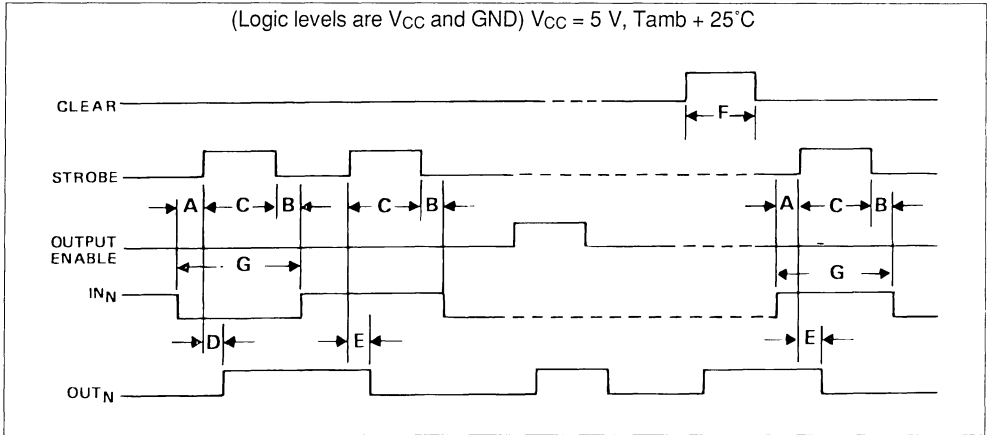 (Logic levels are VCC and GND) VCC = 5 V, Tamb + 25°C
CLEAR
F
STROBE
A C B C B A C B
OUTPUT
ENABLE
G G
INN
D E E
OUTN